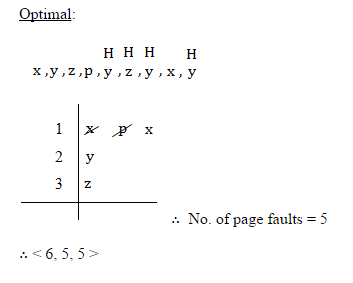 Optimal:
H H H H
x ,y ,z ,p , y , z , y , x , y
1 x p x
2 y
3 z
∴ No. of page faults = 5
∴ < 6, 5, 5 >